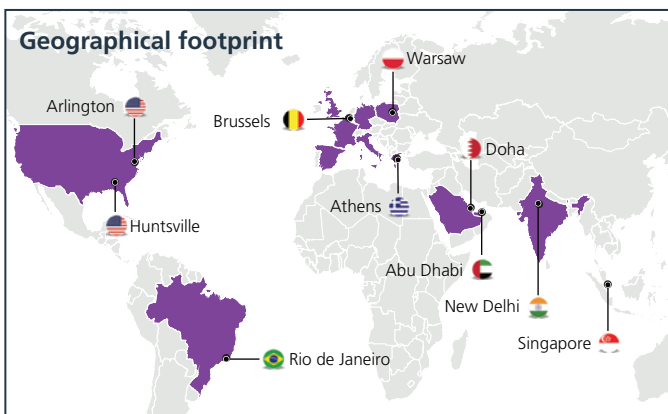 Geographical footprint
Warsaw
Arlington
Brussels
Doha
Athens
Huntsville
Abu Dhabi
New Delhi
Singapore
Rio de Janeiro